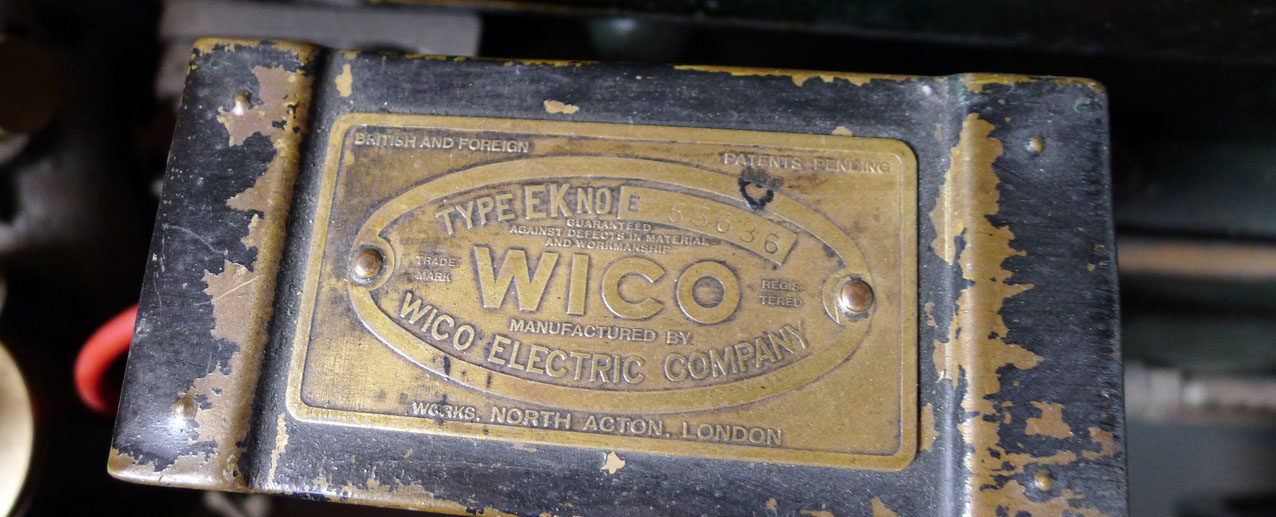 BRITISH AND FOREIGN
PATENTS PENDING
TYPE EK NO. E 55036
GUARANTEED
AGAINST DEFECTS IN MATERIAL
AND WORKMANSHIP
TRADE
MARK
WICO
REGIS-
TERED
MANUFACTURED BY
WICO ELECTRIC COMPANY
WORKS, NORTH ACTON, LONDON